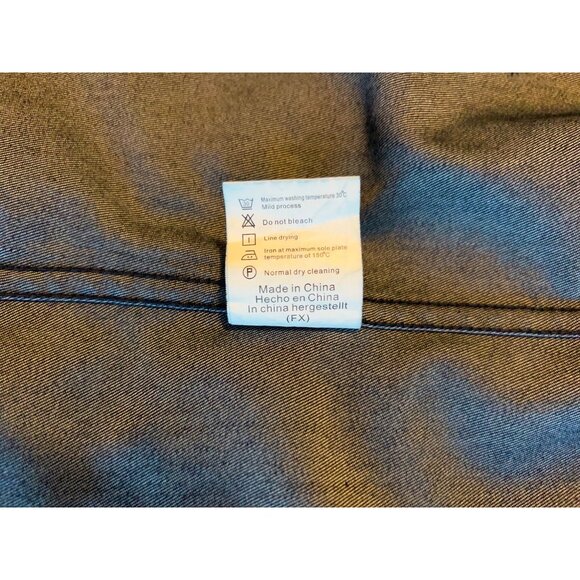 Maximum washing temperature 30℃
Mild process
Do not bleach
Line drying
Iron at maximum sole plate
temperature of 150℃
P Normal dry cleaning
Made in China
Hecho en China
In china hergestellt
(FX)